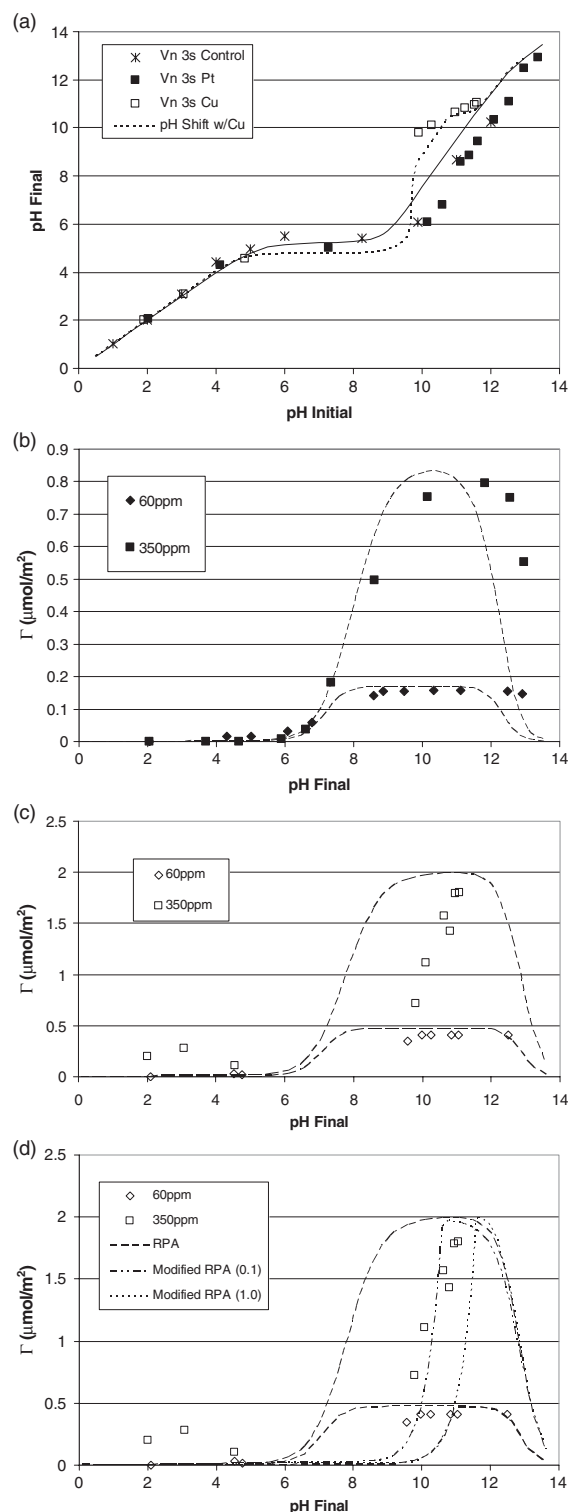 (a)
14
12
10
8
6
4
2
0
pH Final
Vn 3s Control
Vn 3s Pt
Vn 3s Cu
pH Shift w/Cu
0 2 4 6 8 10 12 14
pH Initial
(b)
0.9
0.8
0.7
0.6
0.5
0.4
0.3
0.2
0.1
0
Γ (μmol/m²)
60ppm
350ppm
0 2 4 6 8 10 12 14
pH Final
(c)
2.5
2
1.5
1
0.5
0
Γ (μmol/m²)
60ppm
350ppm
0 2 4 6 8 10 12 14
pH Final
(d)
2.5
2
1.5
1
0.5
0
Γ (μmol/m²)
60ppm
350ppm
RPA
Modified RPA (0.1)
Modified RPA (1.0)
0 2 4 6 8 10 12 14
pH Final